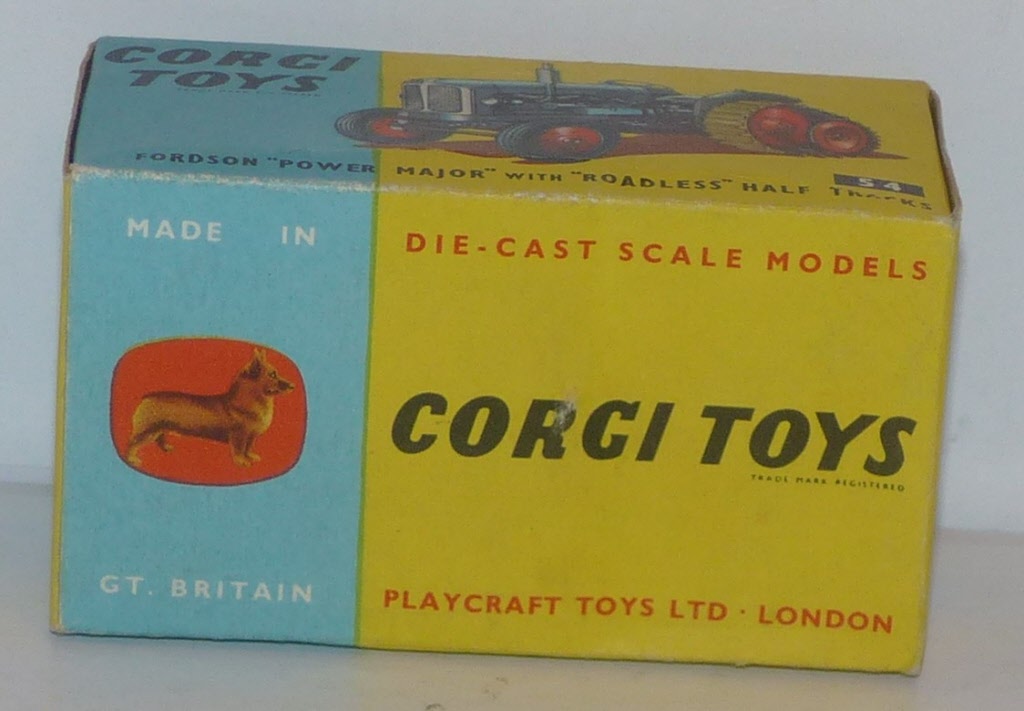 CORGI
TOYS
FORDSON "POWER MAJOR" WITH "ROADLESS" HALF TRACKS
54
MADE IN
GT. BRITAIN
DIE-CAST SCALE MODELS
CORGI TOYS
TRADE MARK REGISTERED
PLAYCRAFT TOYS LTD · LONDON